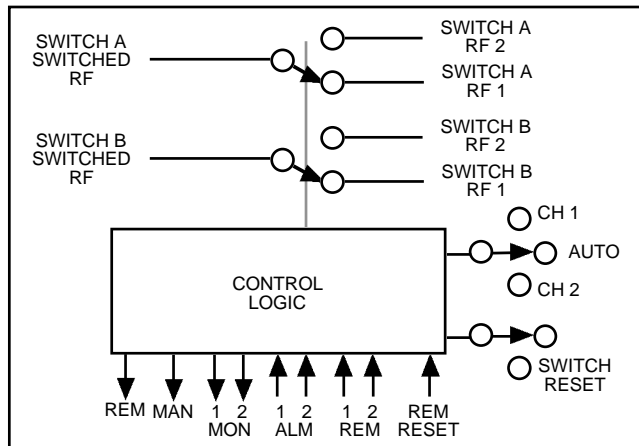 SWITCH A
SWITCHED
RF
SWITCH A
RF 2
SWITCH A
RF 1
SWITCH B
SWITCHED
RF
SWITCH B
RF 2
SWITCH B
RF 1
CH 1
AUTO
CH 2
CONTROL
LOGIC
SWITCH
RESET
REM
MAN
1 2
MON
1 2
ALM
1 2
REM
REM
RESET